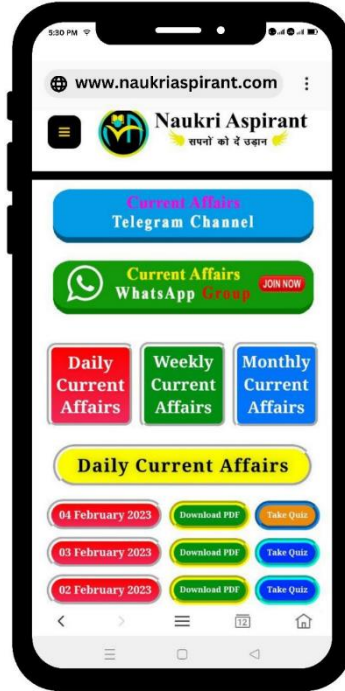 5:30 PM
www.naukriaspirant.com
Naukri Aspirant
सपनों को दें उड़ान
Current Affairs
Telegram Channel
Current Affairs
WhatsApp Group
JOIN NOW
Daily Current Affairs
Weekly Current Affairs
Monthly Current Affairs
Daily Current Affairs
04 February 2023 Download PDF Take Quiz
03 February 2023 Download PDF Take Quiz
02 February 2023 Download PDF Take Quiz
12